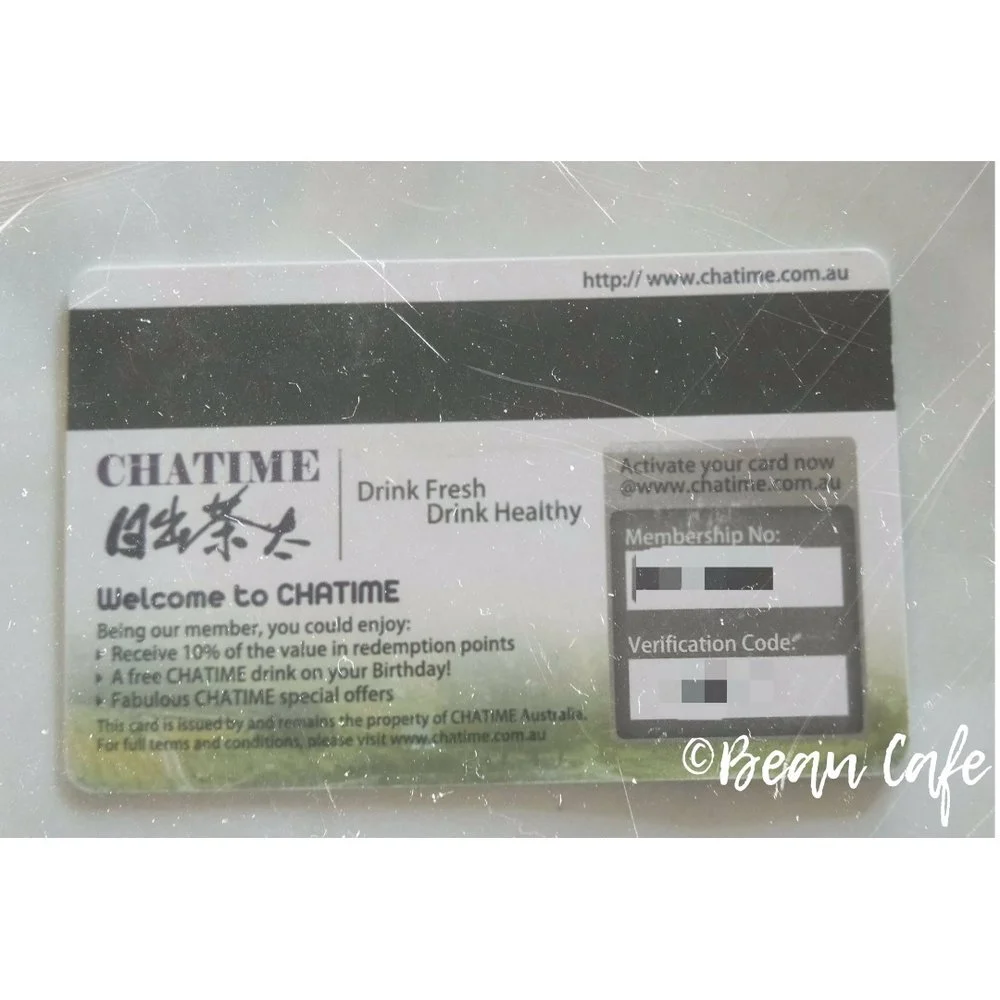 http:// www.chatime.com.au
CHATIME
日出茶太
Drink Fresh
Drink Healthy
Welcome to CHATIME
Being our member, you could enjoy:
Receive 10% of the value in redemption points
A free CHATIME drink on your Birthday!
Fabulous CHATIME special offers
This card is issued by and remains the property of CHATIME Australia.
For full terms and conditions, please visit www.chatime.com.au
Activate your card now
@www.chatime.com.au
Membership No:
Verification Code:
©Bean Cafe